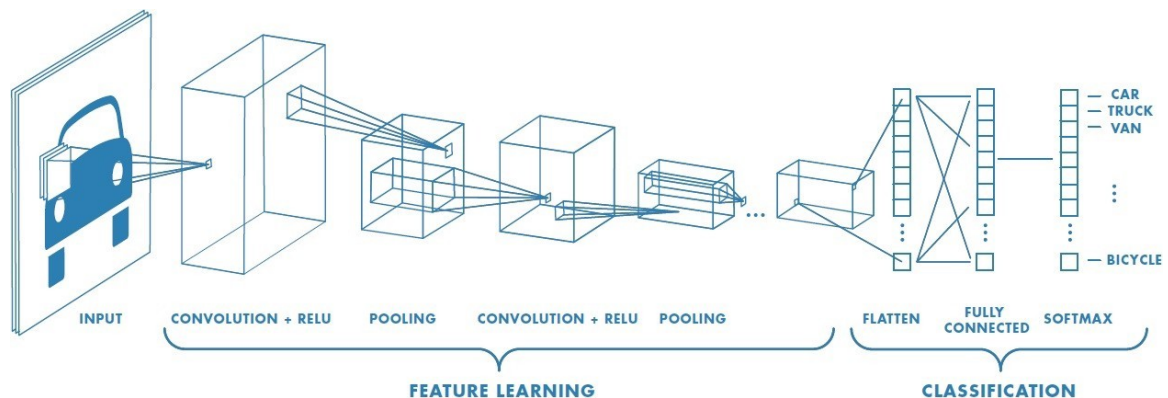 CAR
TRUCK
VAN
BICYCLE
INPUT
CONVOLUTION + RELU
POOLING
CONVOLUTION + RELU
POOLING
FLATTEN
FULLY
CONNECTED
SOFTMAX
FEATURE LEARNING
CLASSIFICATION